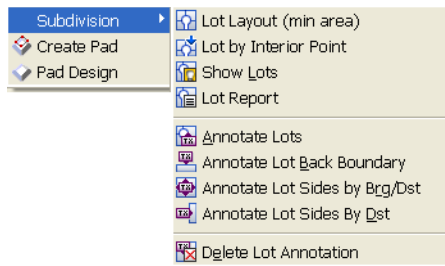 Subdivision
Create Pad
Pad Design
Lot Layout (min area)
Lot by Interior Point
Show Lots
Lot Report
Annotate Lots
Annotate Lot Back Boundary
Annotate Lot Sides by Brg/Dst
Annotate Lot Sides By Dst
Delete Lot Annotation